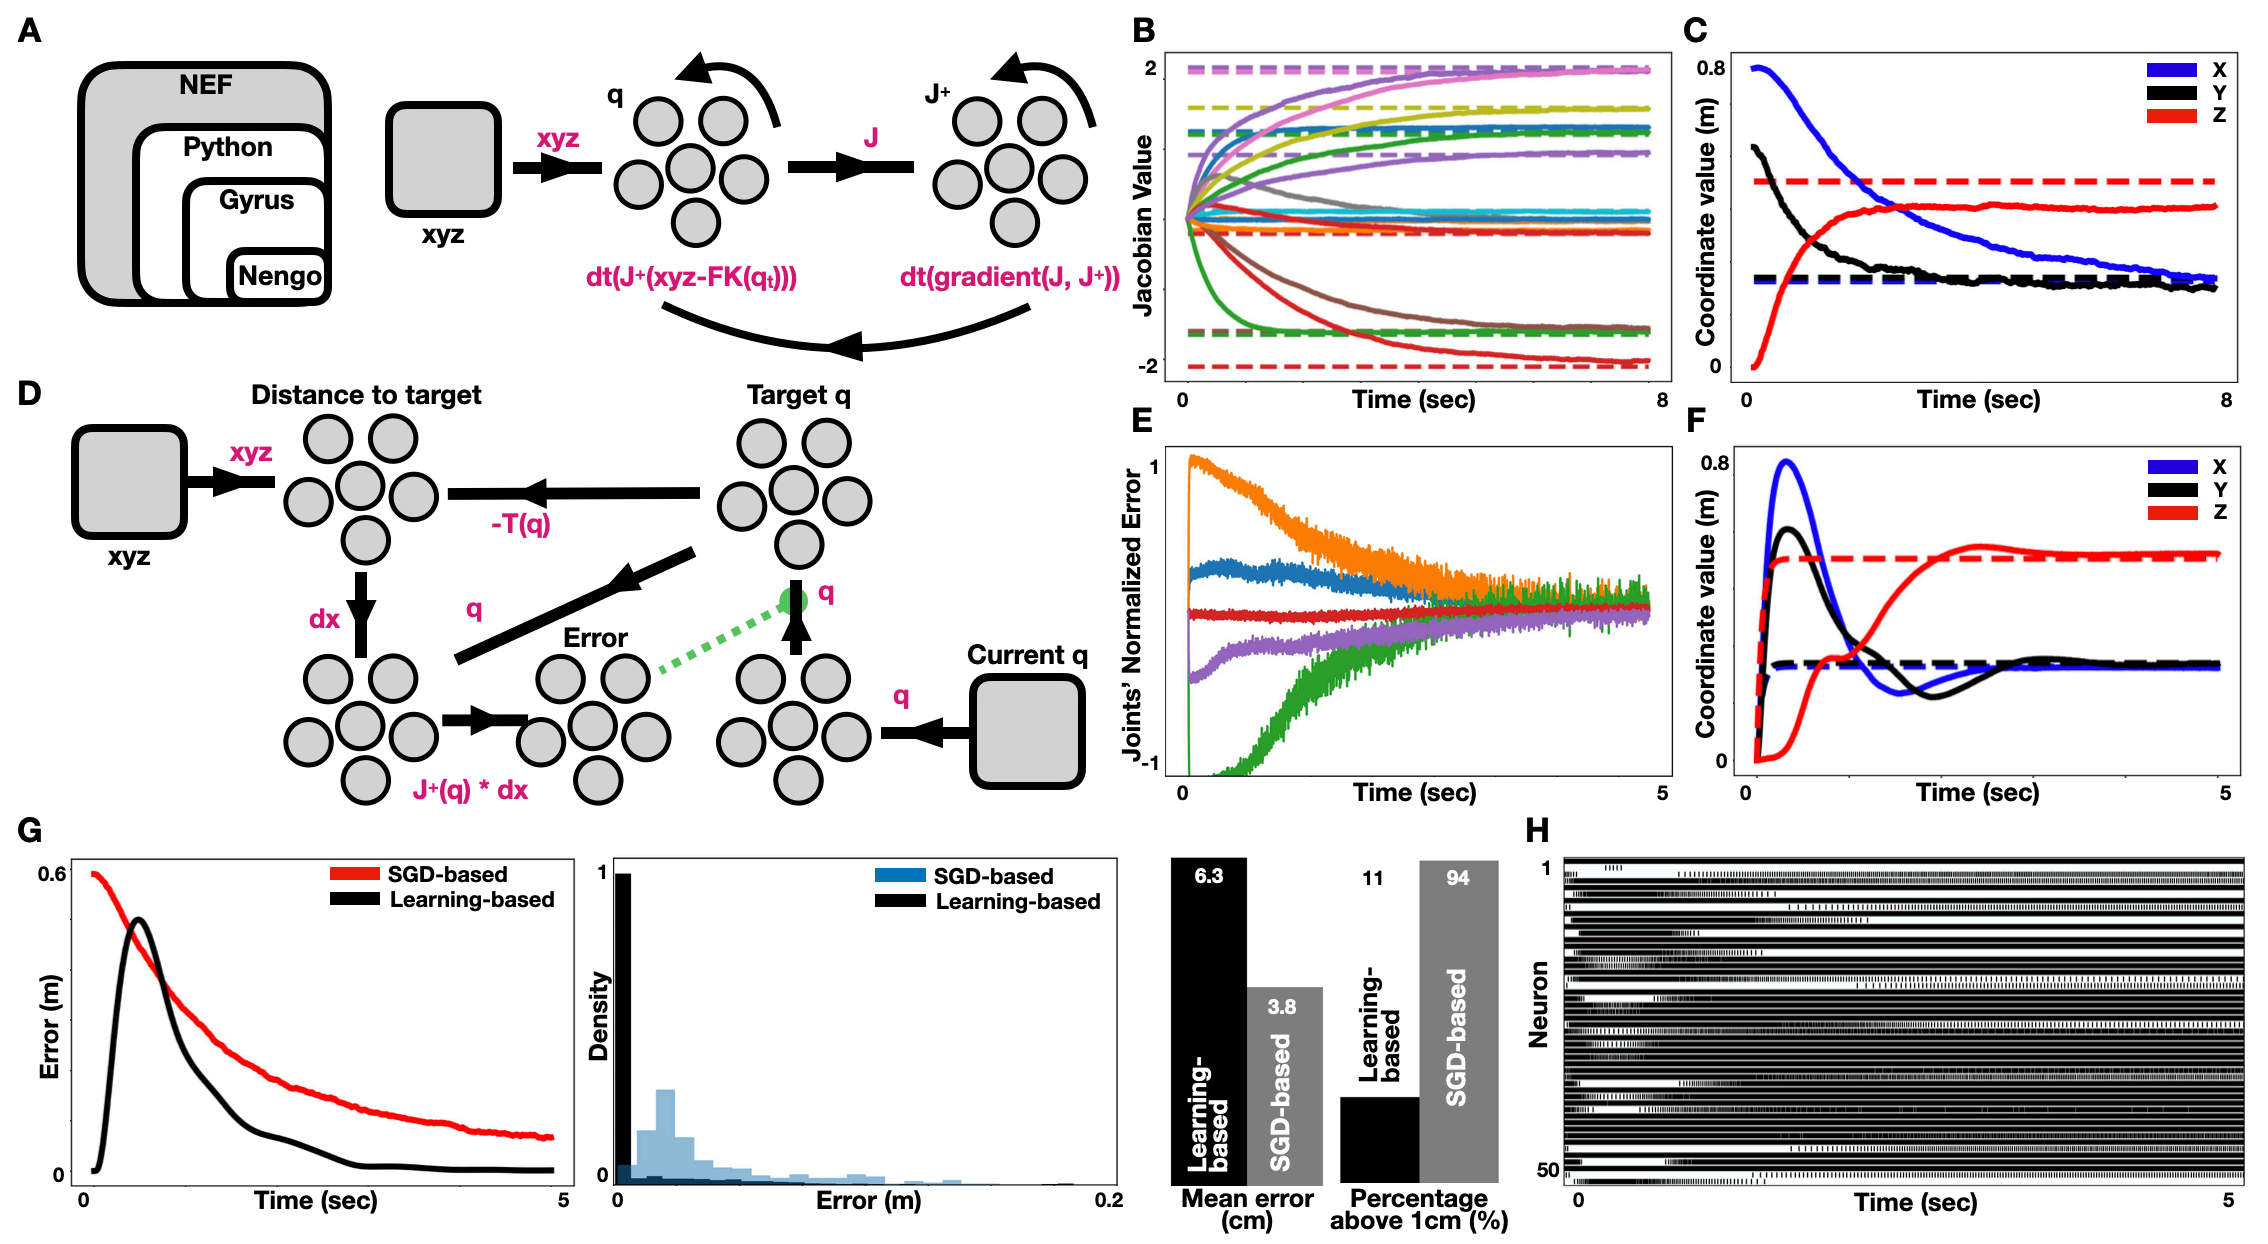 A
NEF
Python
Gyrus
Nengo
xyz
xyz
q
dt(J+(xyz-FK(qt)))
J
J+
dt(gradient(J, J+))
B
Jacobian Value
2
-2
0
Time (sec)
8
C
Coordinate value (m)
0.8
0
X
Y
Z
0
Time (sec)
8
D
Distance to target
Target q
xyz
xyz
-T(q)
dx
q
Error
q
Current q
q
J+(q) * dx
E
Joints' Normalized Error
1
-1
0
Time (sec)
5
F
Coordinate value (m)
0.8
0
X
Y
Z
0
Time (sec)
5
G
Error (m)
0.6
0
SGD-based
Learning-based
0
Time (sec)
5
Density
1
0
SGD-based
Learning-based
0
Error (m)
0.2
6.3
Learning-
based
3.8
SGD-based
Mean error
(cm)
11
Learning-
based
94
SGD-based
Percentage
above 1cm (%)
H
Neuron
1
50
0
Time (sec)
5